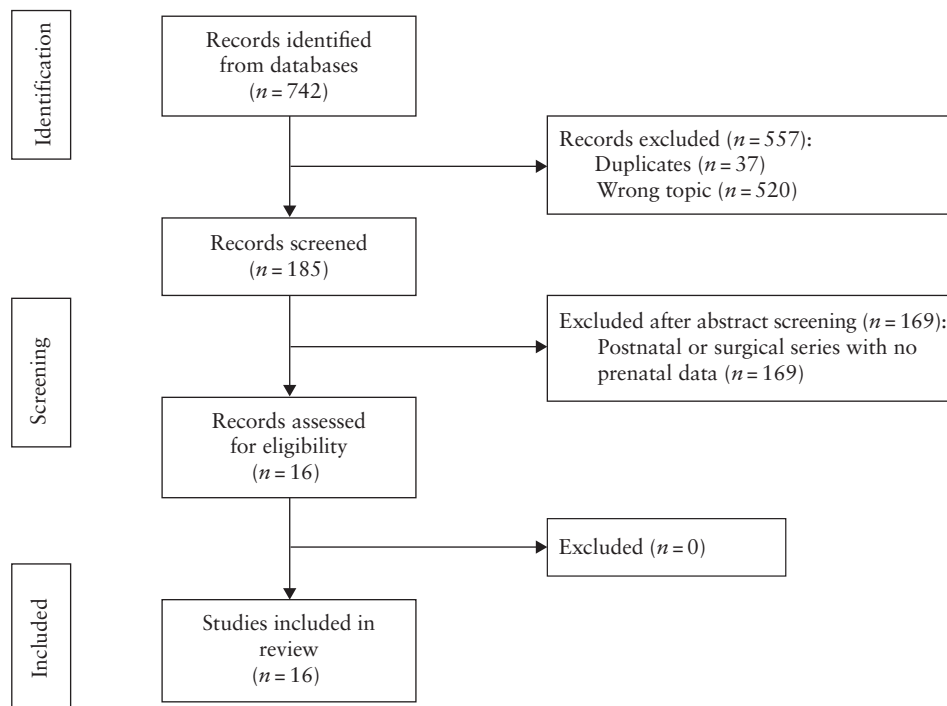 Identification
Records identified
from databases
(n = 742)
Records excluded (n = 557):
Duplicates (n = 37)
Wrong topic (n = 520)
Records screened
(n = 185)
Screening
Excluded after abstract screening (n = 169):
Postnatal or surgical series with no
prenatal data (n = 169)
Records assessed
for eligibility
(n = 16)
Excluded (n = 0)
Included
Studies included in
review
(n = 16)